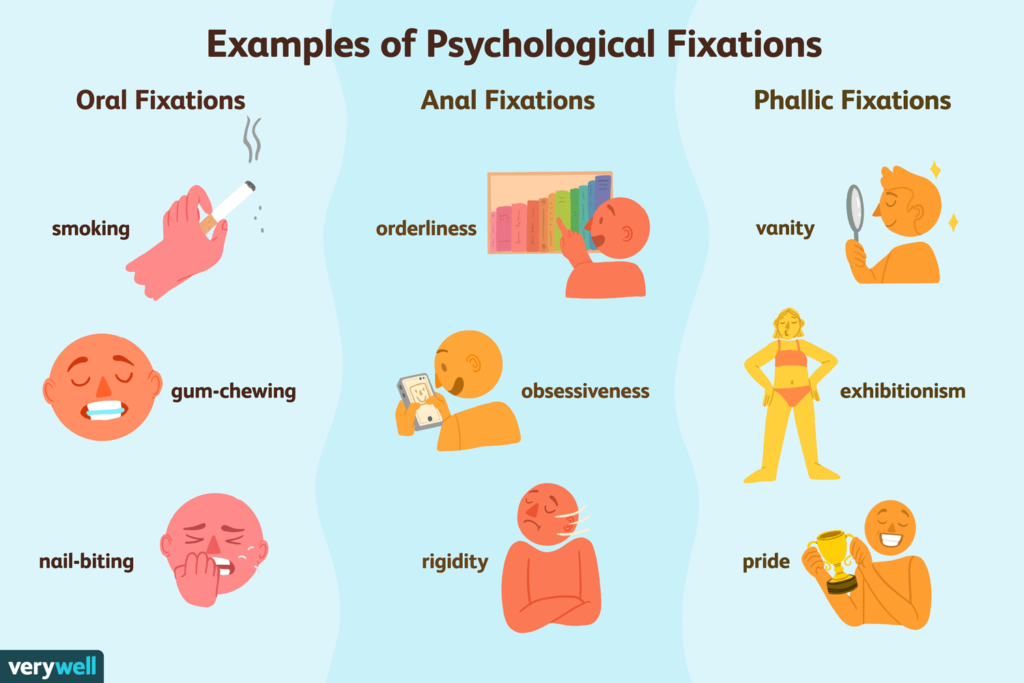 Examples of Psychological Fixations
Oral Fixations
smoking
gum-chewing
nail-biting
Anal Fixations
orderliness
obsessiveness
rigidity
Phallic Fixations
vanity
exhibitionism
pride
verywell